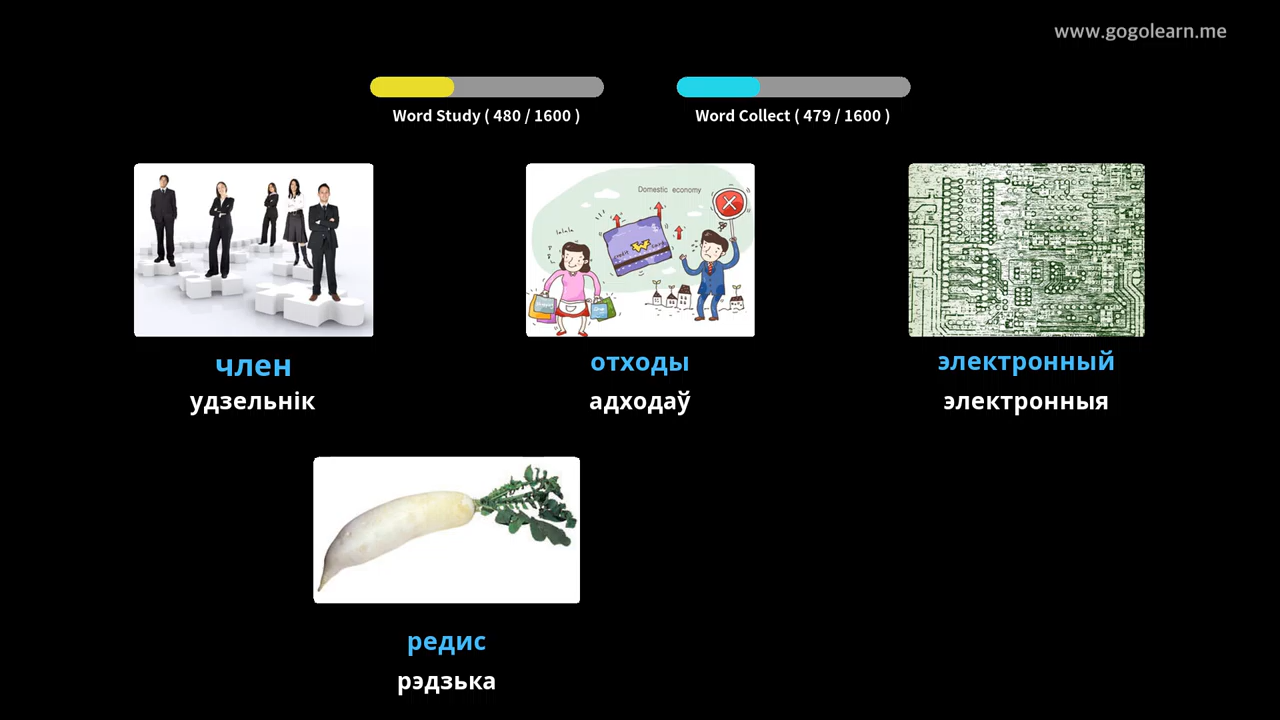 www.gogolearn.me
Word Study ( 480 / 1600 )
Word Collect ( 479 / 1600 )
Domestic economy
lalala
член
удзельнік
отходы
адходаў
электронный
электронныя
редис
рэдзька